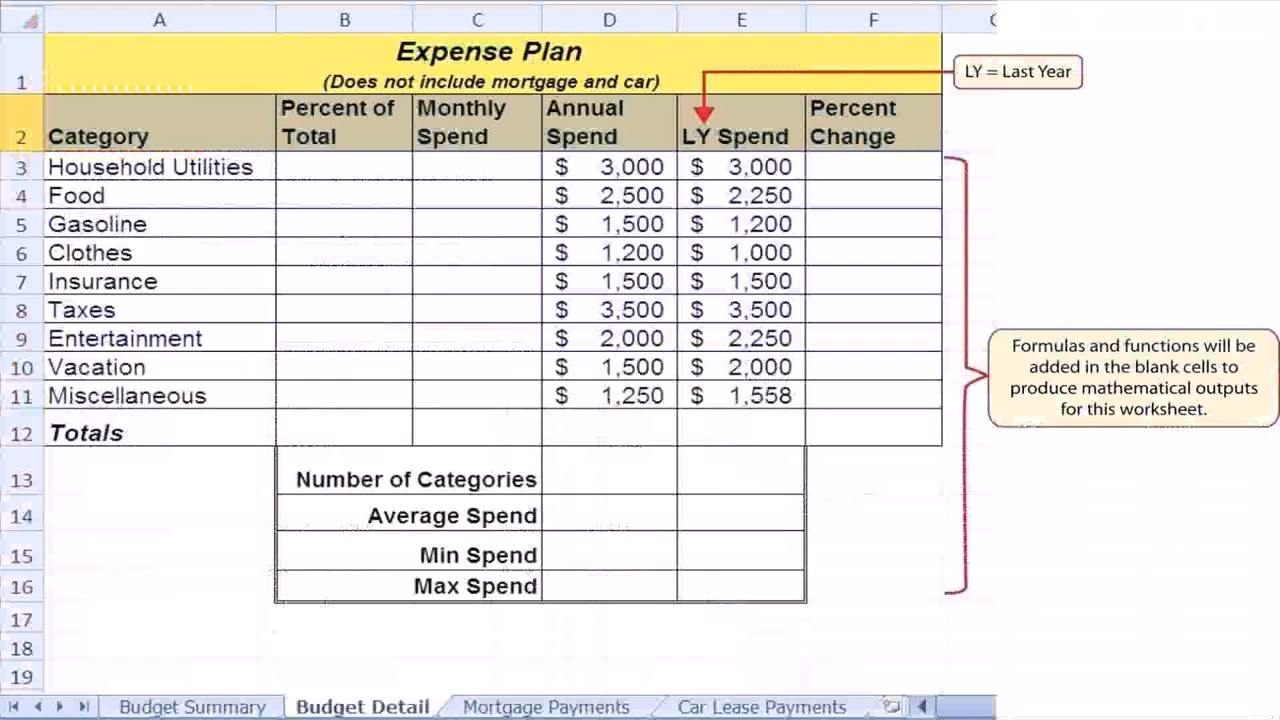 A B C D E F
Expense Plan
1 (Does not include mortgage and car)
LY = Last Year
Percent of Monthly Annual Percent
2 Category Total Spend Spend LY Spend Change
3 Household Utilities $ 3,000 $ 3,000
4 Food $ 2,500 $ 2,250
5 Gasoline $ 1,500 $ 1,200
6 Clothes $ 1,200 $ 1,000
7 Insurance $ 1,500 $ 1,500
8 Taxes $ 3,500 $ 3,500
9 Entertainment $ 2,000 $ 2,250
10 Vacation $ 1,500 $ 2,000
11 Miscellaneous $ 1,250 $ 1,558
12 Totals
Formulas and functions will be
added in the blank cells to
produce mathematical outputs
for this worksheet.
13 Number of Categories
14 Average Spend
15 Min Spend
16 Max Spend
17
18
19
Budget Summary Budget Detail Mortgage Payments Car Lease Payments